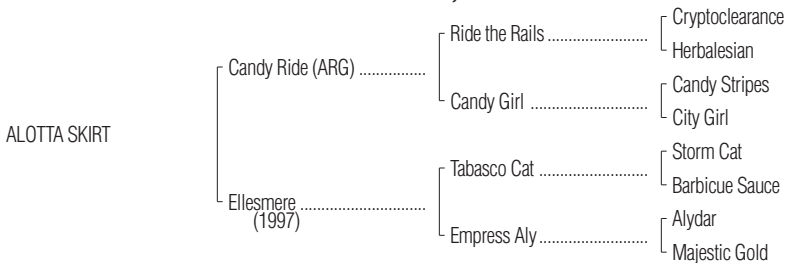 Cryptoclearance
Ride the Rails ........................
Herbalesian
Candy Ride (ARG) ................
Candy Stripes
Candy Girl ............................
City Girl
ALOTTA SKIRT
Storm Cat
Tabasco Cat .........................
Barbicue Sauce
Ellesmere ..............................
(1997)
Alydar
Empress Aly .........................
Majestic Gold